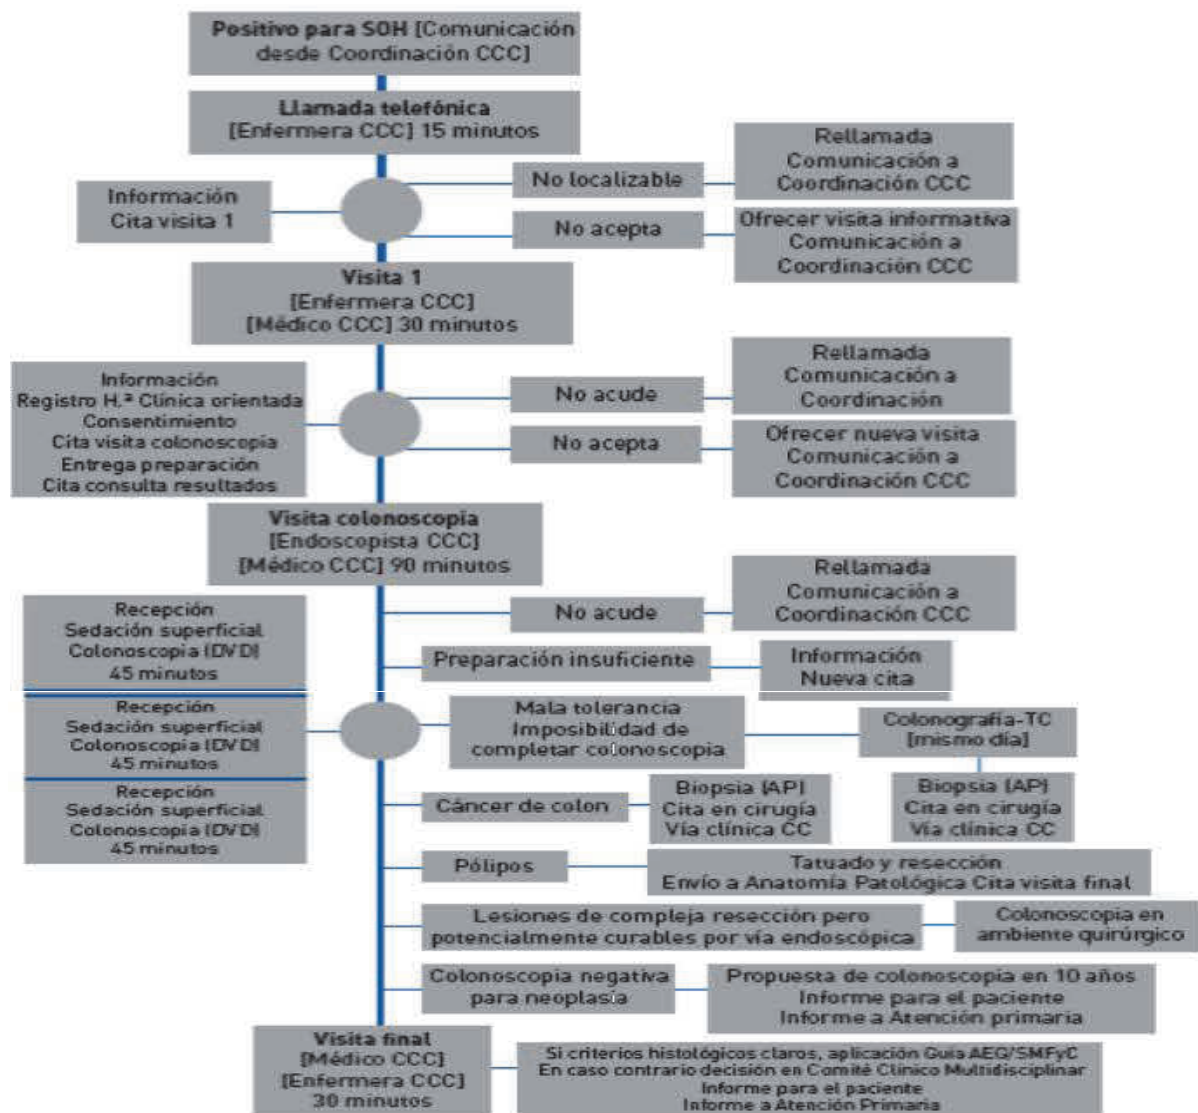 Positivo para SOH [Comunicación
desde Coordinación CCC]
Llamada telefónica
[Enfermera CCC] 15 minutos
No localizable
Rellamada
Comunicación a
Coordinación CCC
Información
Cita visita 1
No acepta
Ofrecer visita informativa
Comunicación a
Coordinación CCC
Visita 1
[Enfermera CCC]
[Médico CCC] 30 minutos
Información
Registro H.ª Clínica orientada
Consentimiento
Cita visita colonoscopia
Entrega preparación
Cita consulta resultados
No acude
Rellamada
Comunicación a
Coordinación
No acepta
Ofrecer nueva visita
Comunicación a
Coordinación CCC
Visita colonoscopia
[Endoscopista CCC]
[Médico CCC] 90 minutos
No acude
Rellamada
Comunicación a
Coordinación CCC
Recepción
Sedación superficial
Colonoscopia (DVD)
45 minutos
Preparación insuficiente
Información
Nueva cita
Recepción
Sedación superficial
Colonoscopia (DVD)
45 minutos
Mala tolerancia
Imposibilidad de
completar colonoscopia
Colonografía-TC
[mismo día]
Biopsia (AP)
Cita en cirugía
Vía clínica CC
Recepción
Sedación superficial
Colonoscopia (DVD)
45 minutos
Cáncer de colon
Biopsia (AP)
Cita en cirugía
Vía clínica CC
Pólipos
Tatuado y resección
Envío a Anatomía Patológica Cita visita final
Lesiones de compleja resección pero
potencialmente curables por vía endoscópica
Colonoscopia en
ambiente quirúrgico
Colonoscopia negativa
para neoplasia
Propuesta de colonoscopia en 10 años
Informe para el paciente
Informe a Atención primaria
Visita final
[Médico CCC]
[Enfermera CCC]
30 minutos
Si criterios histológicos claros, aplicación Guía AEG/SMFyC
En caso contrario decisión en Comité Clínico Multidisciplinar
Informe para el paciente
Informe a Atención Primaria